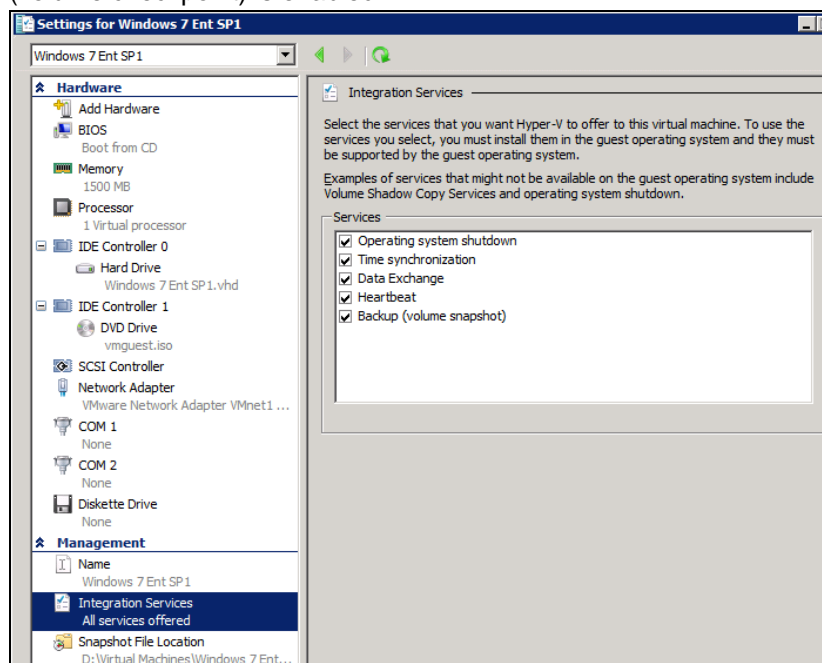 Settings for Windows 7 Ent SP1
Windows 7 Ent SP1
Hardware
Add Hardware
BIOS
Boot from CD
Memory
1500 MB
Processor
1 Virtual processor
IDE Controller 0
Hard Drive
Windows 7 Ent SP1.vhd
IDE Controller 1
DVD Drive
vmguest.iso
SCSI Controller
Network Adapter
VMware Network Adapter VMnet1 ...
COM 1
None
COM 2
None
Diskette Drive
None
Management
Name
Windows 7 Ent SP1
Integration Services
All services offered
Snapshot File Location
D:\Virtual Machines\Windows 7 Ent...
Integration Services
Select the services that you want Hyper-V to offer to this virtual machine. To use the
services you select, you must install them in the guest operating system and they must
be supported by the guest operating system.
Examples of services that might not be available on the guest operating system include
Volume Shadow Copy Services and operating system shutdown.
Services
Operating system shutdown
Time synchronization
Data Exchange
Heartbeat
Backup (volume snapshot)